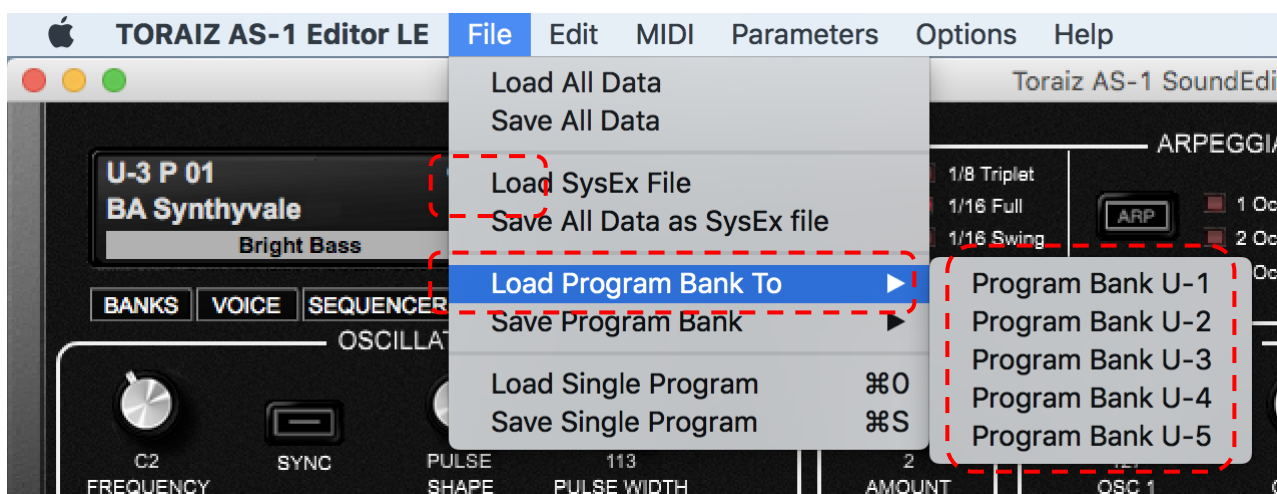 TORAIZ AS-1 Editor LE File Edit MIDI Parameters Options Help
Toraiz AS-1 SoundEdi
Load All Data
Save All Data
Load SysEx File
Save All Data as SysEx file
Load Program Bank To
Save Program Bank
Load Single Program ⌘O
Save Single Program ⌘S
Program Bank U-1
Program Bank U-2
Program Bank U-3
Program Bank U-4
Program Bank U-5
U-3 P 01
BA Synthyvale
Bright Bass
BANKS VOICE SEQUENCER
OSCILLAT
C2 SYNC PULSE 113
FREQUENCY SHAPE PULSE WIDTH
ARPEGGIA
1/8 Triplet
1/16 Full
1/16 Swing
ARP
1 Oc
2 Oc
Oc
2
AMOUNT OSC 1